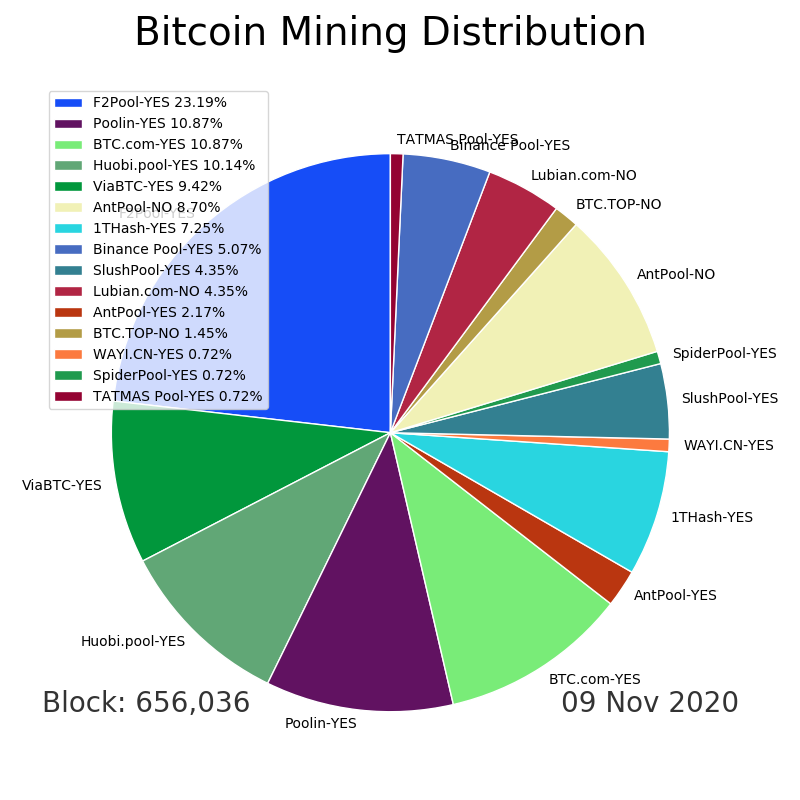 Bitcoin Mining Distribution
F2Pool-YES 23.19%
Poolin-YES 10.87%
BTC.com-YES 10.87%
Huobi.pool-YES 10.14%
ViaBTC-YES 9.42%
AntPool-NO 8.70%
1THash-YES 7.25%
Binance Pool-YES 5.07%
SlushPool-YES 4.35%
Lubian.com-NO 4.35%
AntPool-YES 2.17%
BTC.TOP-NO 1.45%
WAYI.CN-YES 0.72%
SpiderPool-YES 0.72%
TATMAS Pool-YES 0.72%
TATMAS Pool-YES
Binance Pool-YES
Lubian.com-NO
BTC.TOP-NO
F2Pool-YES
AntPool-NO
SpiderPool-YES
SlushPool-YES
WAYI.CN-YES
ViaBTC-YES
1THash-YES
AntPool-YES
Huobi.pool-YES
BTC.com-YES
Block: 656,036
09 Nov 2020
Poolin-YES